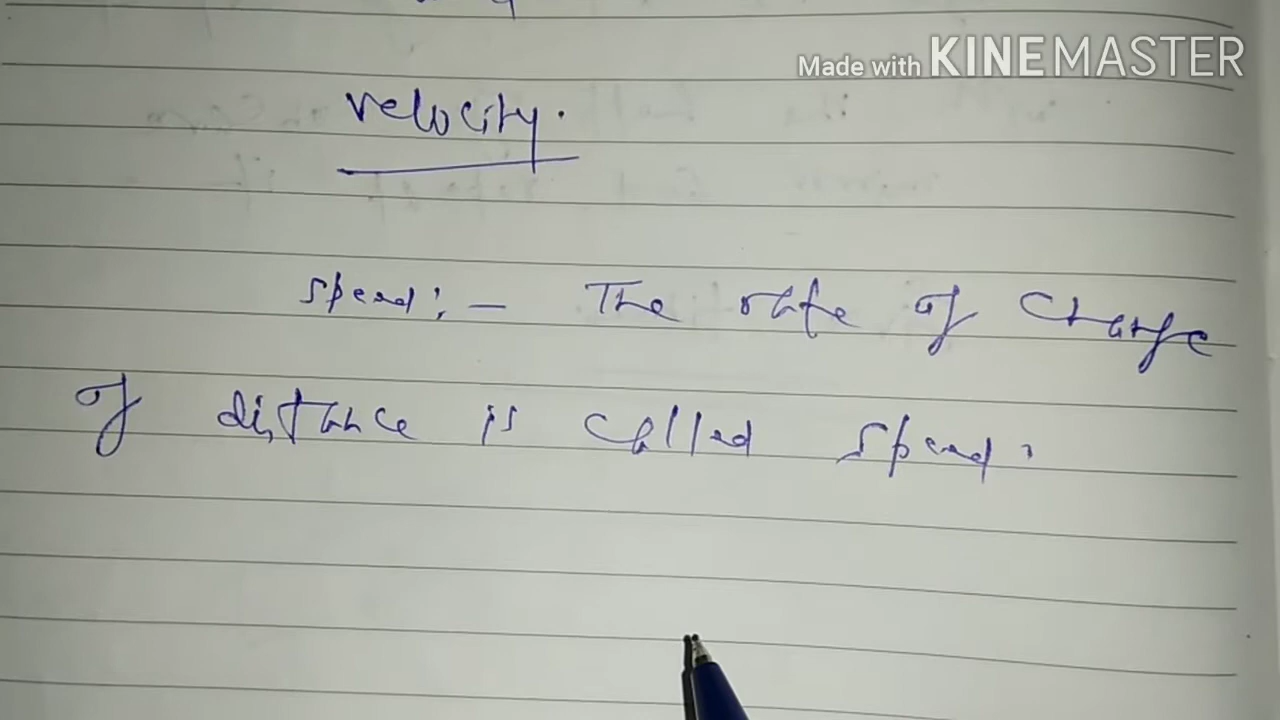 Made with KINEMASTER
velocity.
Speed:- The rate of change
of distance is called speed.